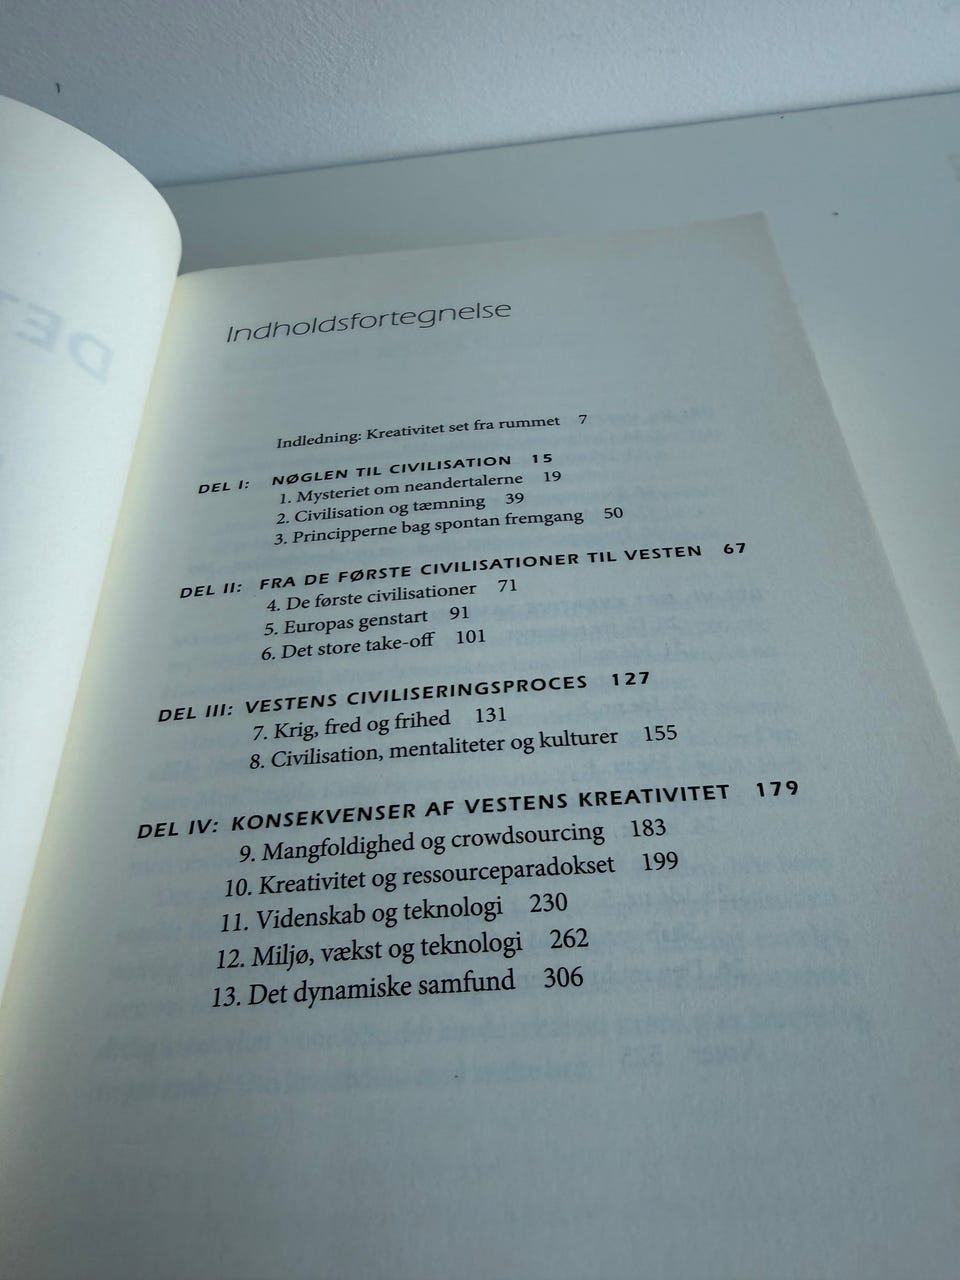 Indholdsfortegnelse
Indledning: Kreativitet set fra rummet 7
DEL I: NØGLEN TIL CIVILISATION 15
1. Mysteriet om neandertalerne 19
2. Civilisation og tæmning 39
3. Principperne bag spontan fremgang 50
DEL II: FRA DE FØRSTE CIVILISATIONER TIL VESTEN 67
4. De første civilisationer 71
5. Europas genstart 91
6. Det store take-off 101
DEL III: VESTENS CIVILISERINGSPROCES 127
7. Krig, fred og frihed 131
8. Civilisation, mentaliteter og kulturer 155
DEL IV: KONSEKVENSER AF VESTENS KREATIVITET 179
9. Mangfoldighed og crowdsourcing 183
10. Kreativitet og ressourceparadokset 199
11. Videnskab og teknologi 230
12. Miljø, vækst og teknologi 262
13. Det dynamiske samfund 306